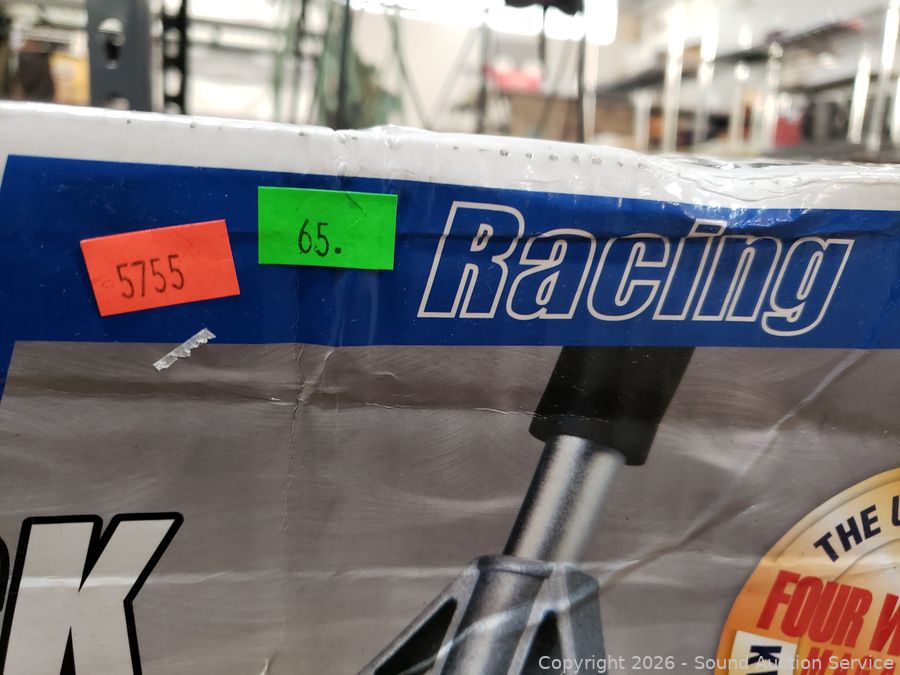 5755
65.
Racing
K
THE
FOUR
Copyright 2026 - Sound Auction Service